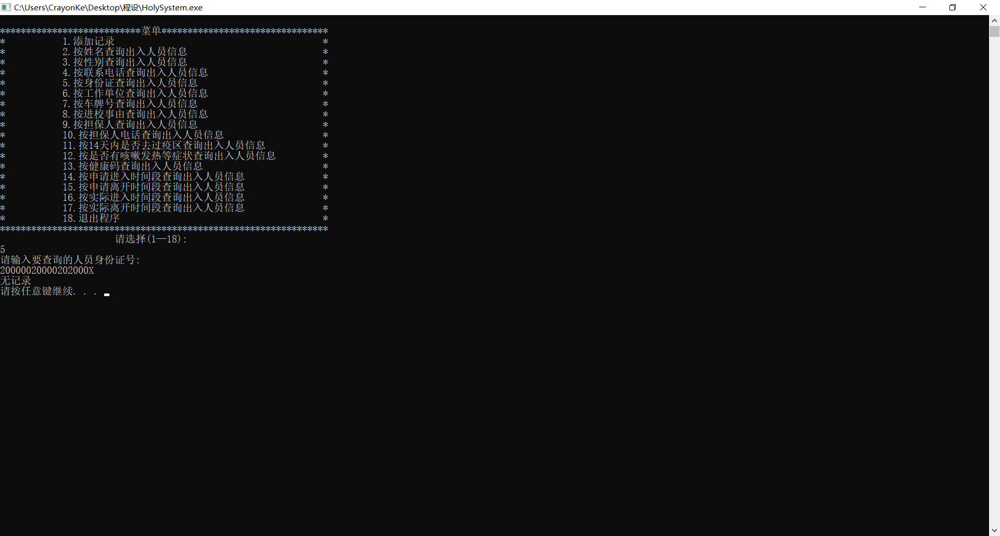 C:\Users\CrayonKe\Desktop\程设\HolySystem.exe
***************************菜单********************************
* 1.添加记录 *
* 2.按姓名查询出入人员信息 *
* 3.按性别查询出入人员信息 *
* 4.按联系电话查询出入人员信息 *
* 5.按身份证查询出入人员信息 *
* 6.按工作单位查询出入人员信息 *
* 7.按车牌号查询出入人员信息 *
* 8.按进校事由查询出入人员信息 *
* 9.按担保人查询出入人员信息 *
* 10.按担保人电话查询出入人员信息 *
* 11.按14天内是否去过疫区查询出入人员信息 *
* 12.按是否有咳嗽发热等症状查询出入人员信息 *
* 13.按健康码查询出入人员信息 *
* 14.按申请进入时间段查询出入人员信息 *
* 15.按申请离开时间段查询出入人员信息 *
* 16.按实际进入时间段查询出入人员信息 *
* 17.按实际离开时间段查询出入人员信息 *
* 18.退出程序 *
***************************************************************
请选择(1—18):
5
请输入要查询的人员身份证号:
20000020000202000X
无记录
请按任意键继续. . .